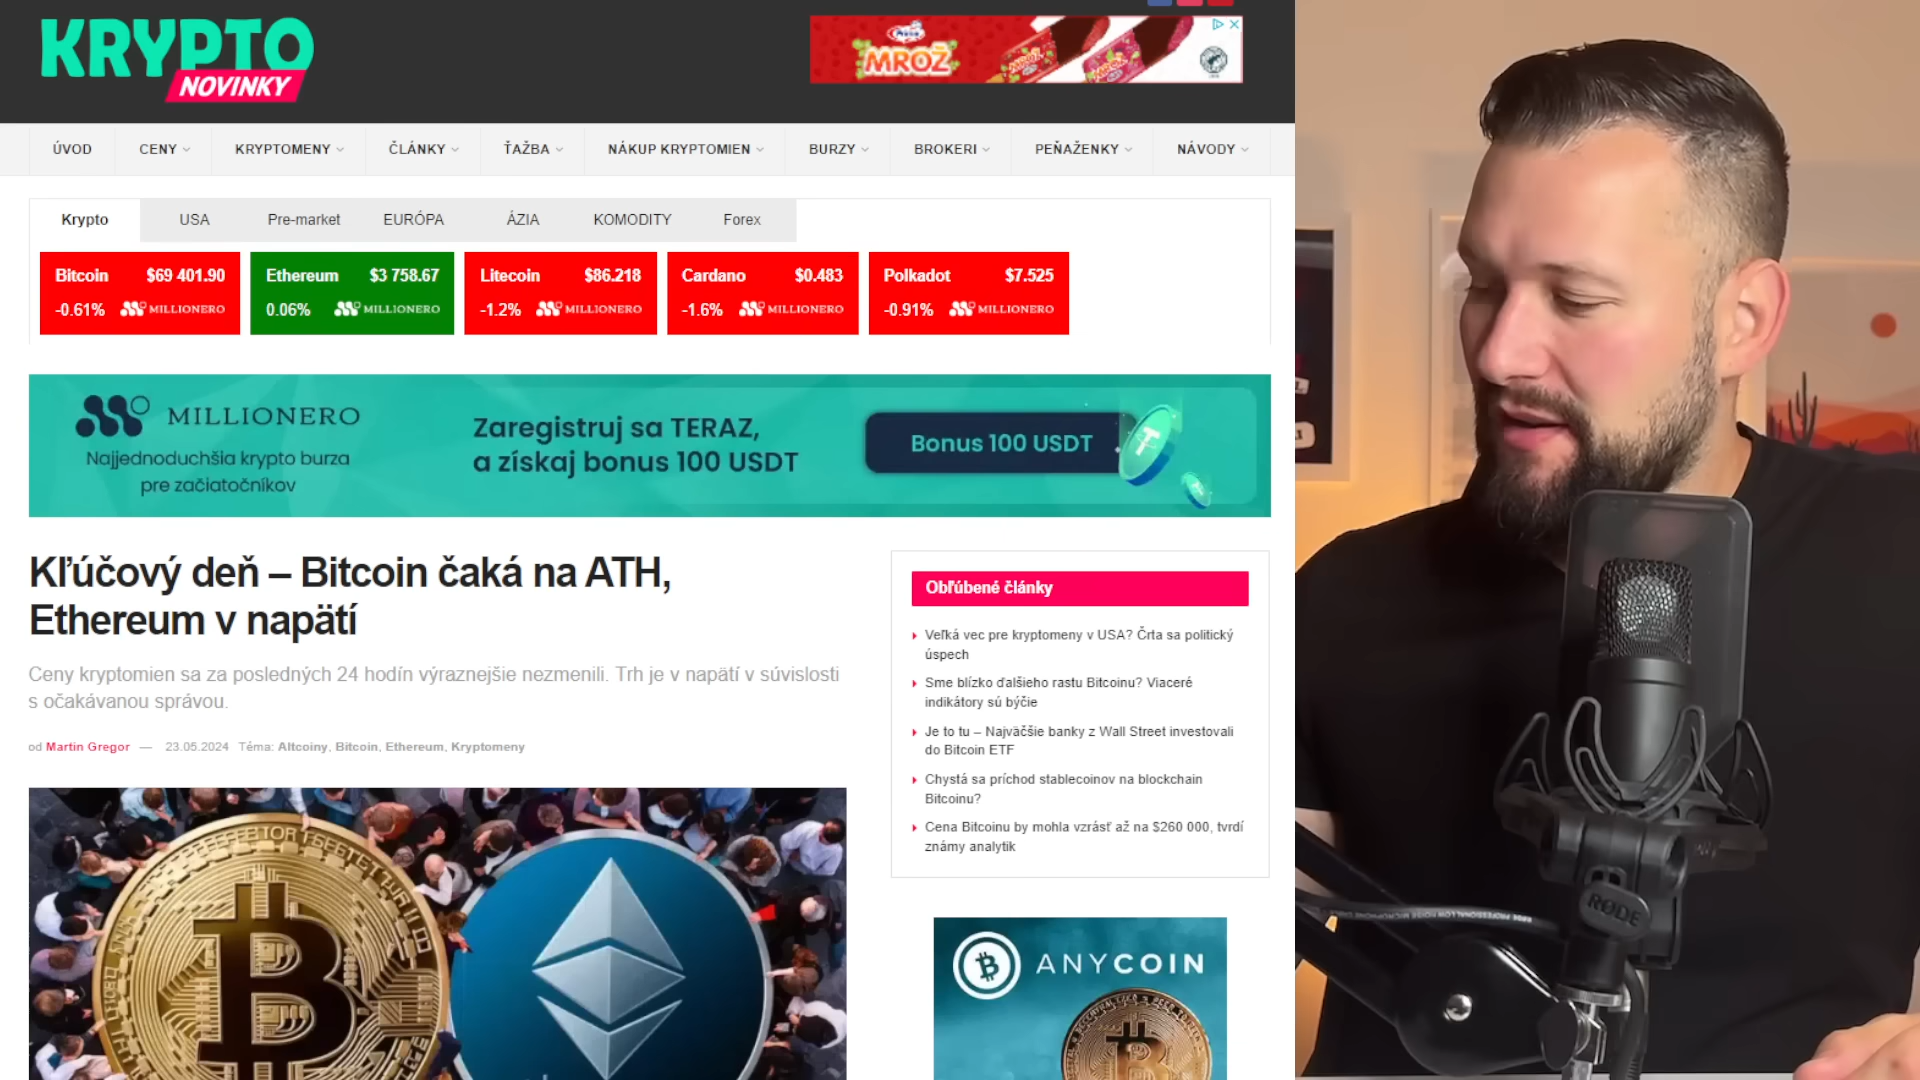 KRYPTO
NOVINKY
Prima
MROŽ
ÚVOD
CENY
KRYPTOMENY
ČLÁNKY
ŤAŽBA
NÁKUP KRYPTOMIEN
BURZY
BROKERI
PEŇAŽENKY
NÁVODY
Krypto
USA
Pre-market
EURÓPA
ÁZIA
KOMODITY
Forex
Bitcoin $69 401.90
-0.61% MILLIONERO
Ethereum $3 758.67
0.06% MILLIONERO
Litecoin $86.218
-1.2% MILLIONERO
Cardano $0.483
-1.6% MILLIONERO
Polkadot $7.525
-0.91% MILLIONERO
MILLIONERO
Najjednoduchšia krypto burza
pre začiatočníkov
Zaregistruj sa TERAZ,
a získaj bonus 100 USDT
Bonus 100 USDT
Kľúčový deň – Bitcoin čaká na ATH,
Ethereum v napätí
Ceny kryptomien sa za posledných 24 hodín výraznejšie nezmenili. Trh je v napätí v súvislosti
s očakávanou správou.
od Martin Gregor — 23.05.2024 Téma: Altcoiny, Bitcoin, Ethereum, Kryptomeny
Obľúbené články
Veľká vec pre kryptomeny v USA? Črta sa politický
úspech
Sme blízko ďalšieho rastu Bitcoinu? Viaceré
indikátory sú býčie
Je to tu – Najväčšie banky z Wall Street investovali
do Bitcoin ETF
Chystá sa príchod stablecoinov na blockchain
Bitcoinu?
Cena Bitcoinu by mohla vzrásť až na $260 000, tvrdí
známy analytik
ANYCOIN
RØDE